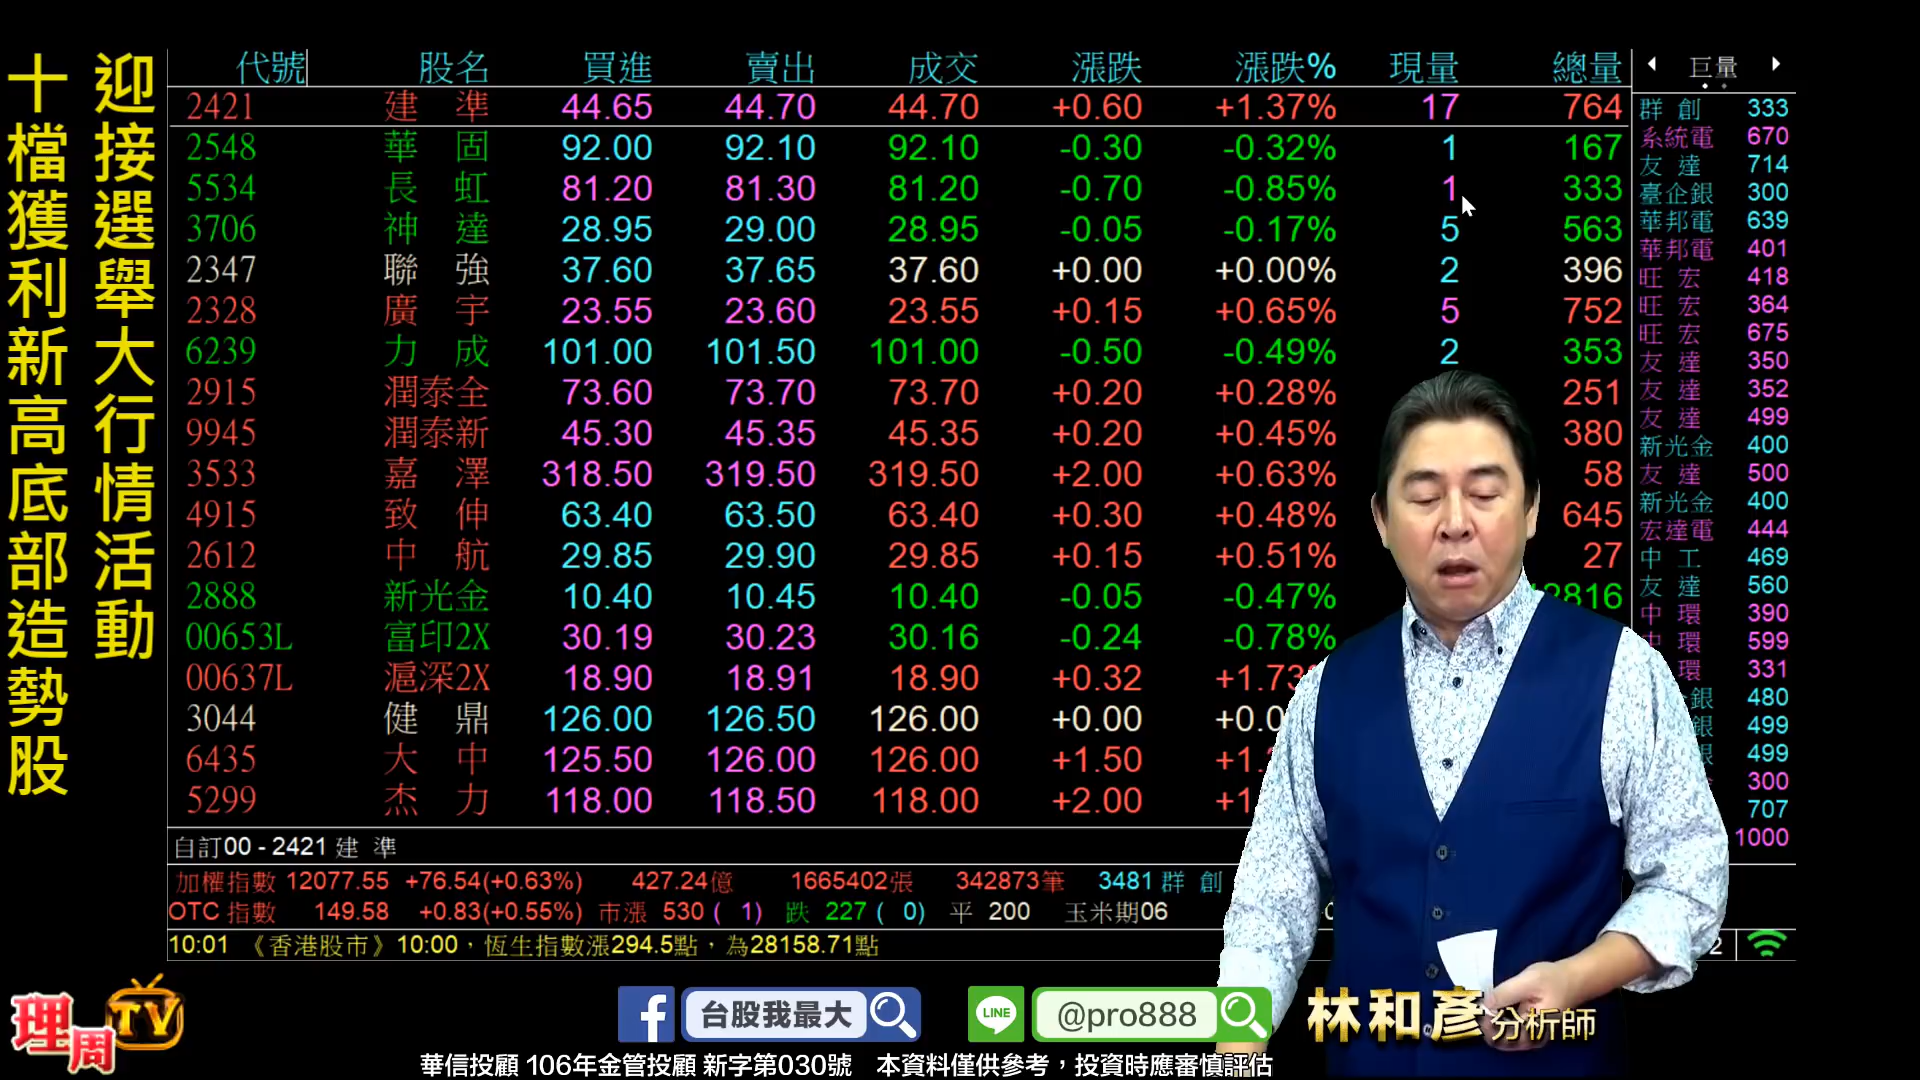 迎接選舉大行情活動
十檔獲利新高底部造勢股
代號 股名 買進 賣出 成交 漲跌 漲跌% 現量 總量
2421 建準 44.65 44.70 44.70 +0.60 +1.37% 17 764
2548 華固 92.00 92.10 92.10 -0.30 -0.32% 1 167
5534 長虹 81.20 81.30 81.20 -0.70 -0.85% 1 333
3706 神達 28.95 29.00 28.95 -0.05 -0.17% 5 563
2347 聯強 37.60 37.65 37.60 +0.00 +0.00% 2 396
2328 廣宇 23.55 23.60 23.55 +0.15 +0.65% 5 752
6239 力成 101.00 101.50 101.00 -0.50 -0.49% 2 353
2915 潤泰全 73.60 73.70 73.70 +0.20 +0.28% 251
9945 潤泰新 45.30 45.35 45.35 +0.20 +0.45% 380
3533 嘉澤 318.50 319.50 319.50 +2.00 +0.63% 58
4915 致伸 63.40 63.50 63.40 +0.30 +0.48% 645
2612 中航 29.85 29.90 29.85 +0.15 +0.51% 27
2888 新光金 10.40 10.45 10.40 -0.05 -0.47% 2816
00653L 富印2X 30.19 30.23 30.16 -0.24 -0.78%
00637L 滬深2X 18.90 18.91 18.90 +0.32 +1.73
3044 健鼎 126.00 126.50 126.00 +0.00 +0.0
6435 大中 125.50 126.00 126.00 +1.50 +1.
5299 杰力 118.00 118.50 118.00 +2.00 +1
巨量
群創 333
系統電 670
友達 714
臺企銀 300
華邦電 639
華邦電 401
旺宏 418
旺宏 364
旺宏 675
友達 350
友達 352
友達 499
新光金 400
友達 500
新光金 400
宏達電 444
中工 469
友達 560
中環 390
中環 599
環 331
銀 480
銀 499
499
300
707
1000
自訂00 - 2421 建準
加權指數 12077.55 +76.54(+0.63%) 427.24億 1665402張 342873筆 3481 群創
OTC 指數 149.58 +0.83(+0.55%) 市漲 530 ( 1) 跌 227 ( 0) 平 200 玉米期06
10:01 《香港股市》10:00，恆生指數漲294.5點，為28158.71點
理周TV
台股我最大
LINE @pro888
林和彥 分析師
華信投顧 106年金管投顧 新字第030號 本資料僅供參考，投資時應審慎評估